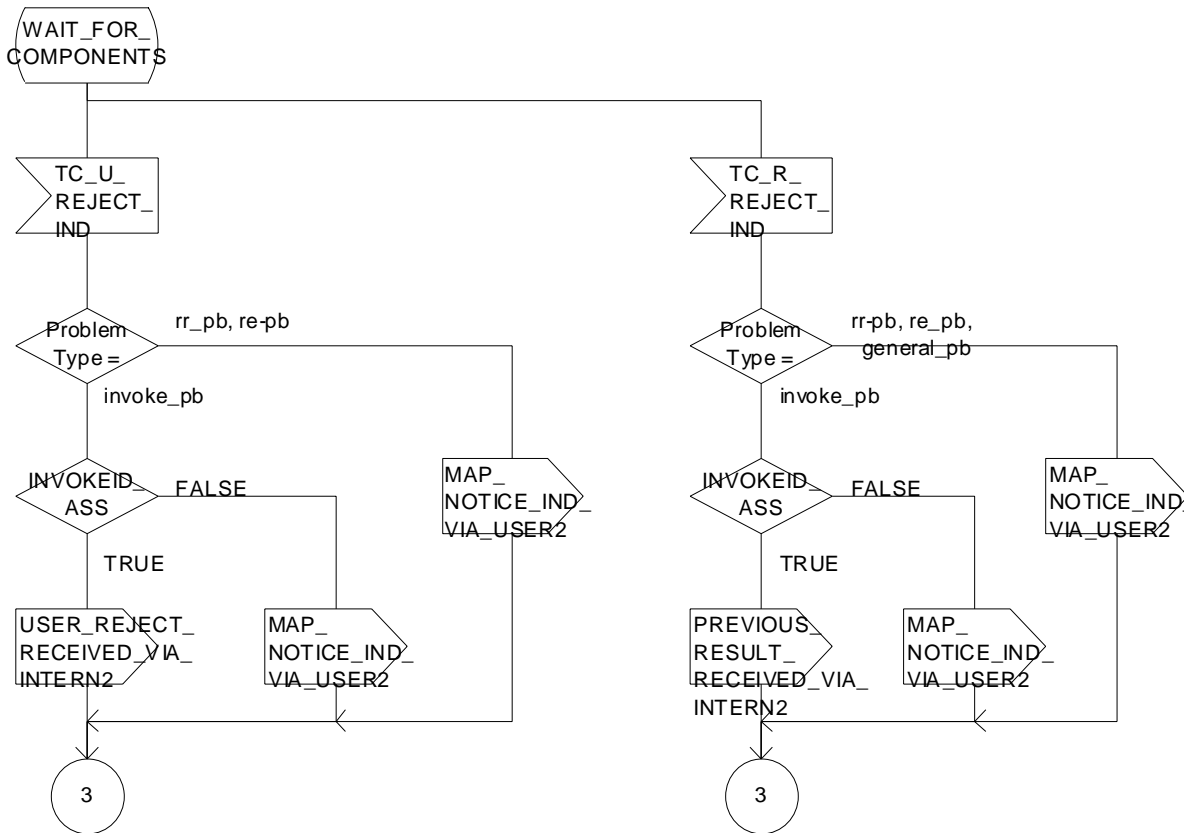 WAIT_FOR_
COMPONENTS
TC_U_
REJECT_
IND
TC_R_
REJECT_
IND
Problem
Type =
rr_pb, re-pb
invoke_pb
Problem
Type =
rr-pb, re_pb,
general_pb
invoke_pb
INVOKEID_
ASS
FALSE
TRUE
MAP_
NOTICE_IND_
VIA_USER2
INVOKEID_
ASS
FALSE
TRUE
MAP_
NOTICE_IND_
VIA_USER2
USER_REJECT_
RECEIVED_VIA_
INTERN2
MAP_
NOTICE_IND_
VIA_USER2
PREVIOUS_
RESULT_
RECEIVED_VIA_
INTERN2
MAP_
NOTICE_IND_
VIA_USER2
3
3